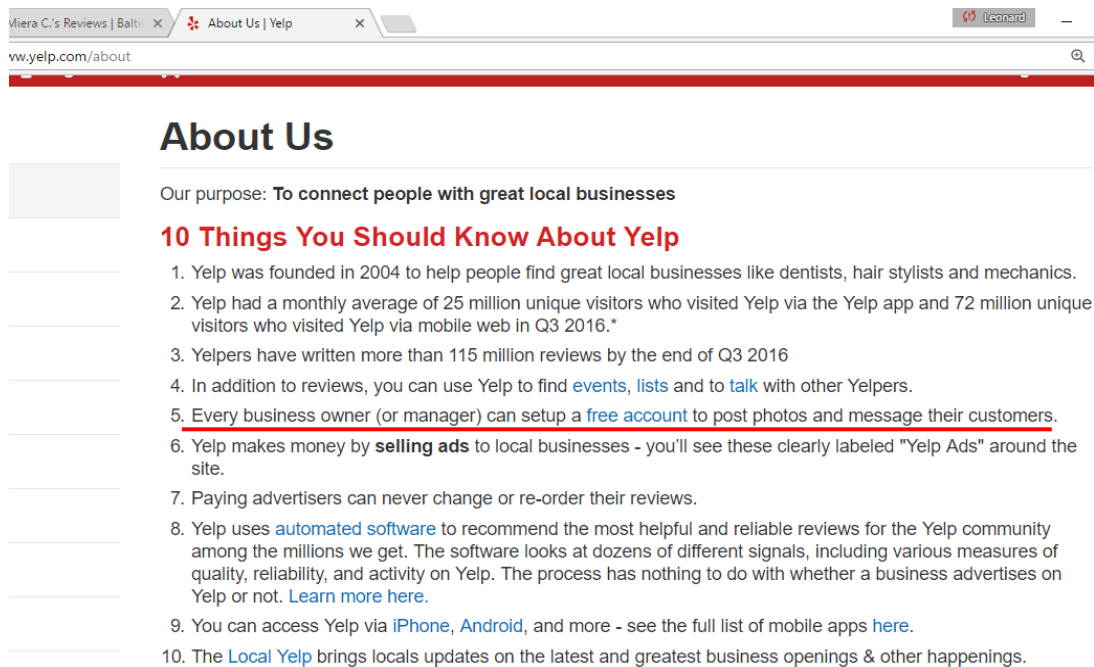 Miera C.'s Reviews | Balti
About Us | Yelp
Leonard
ww.yelp.com/about
About Us
Our purpose: To connect people with great local businesses
10 Things You Should Know About Yelp
1. Yelp was founded in 2004 to help people find great local businesses like dentists, hair stylists and mechanics.
2. Yelp had a monthly average of 25 million unique visitors who visited Yelp via the Yelp app and 72 million unique
visitors who visited Yelp via mobile web in Q3 2016.*
3. Yelpers have written more than 115 million reviews by the end of Q3 2016
4. In addition to reviews, you can use Yelp to find events, lists and to talk with other Yelpers.
5. Every business owner (or manager) can setup a free account to post photos and message their customers.
6. Yelp makes money by selling ads to local businesses - you'll see these clearly labeled "Yelp Ads" around the
site.
7. Paying advertisers can never change or re-order their reviews.
8. Yelp uses automated software to recommend the most helpful and reliable reviews for the Yelp community
among the millions we get. The software looks at dozens of different signals, including various measures of
quality, reliability, and activity on Yelp. The process has nothing to do with whether a business advertises on
Yelp or not. Learn more here.
9. You can access Yelp via iPhone, Android, and more - see the full list of mobile apps here.
10. The Local Yelp brings locals updates on the latest and greatest business openings & other happenings.